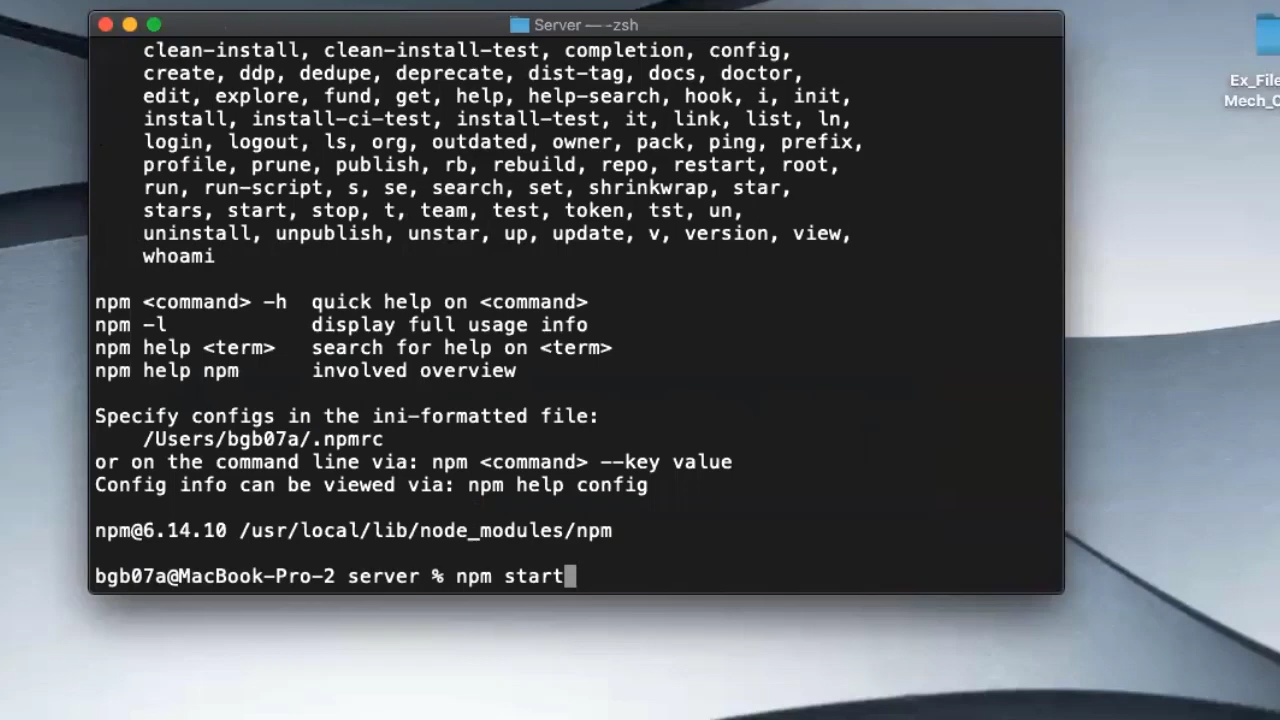 Server — -zsh
clean-install, clean-install-test, completion, config,
create, ddp, dedupe, deprecate, dist-tag, docs, doctor,
edit, explore, fund, get, help, help-search, hook, i, init,
install, install-ci-test, install-test, it, link, list, ln,
login, logout, ls, org, outdated, owner, pack, ping, prefix,
profile, prune, publish, rb, rebuild, repo, restart, root,
run, run-script, s, se, search, set, shrinkwrap, star,
stars, start, stop, t, team, test, token, tst, un,
uninstall, unpublish, unstar, up, update, v, version, view,
whoami
npm <command> -h  quick help on <command>
npm -l            display full usage info
npm help <term>   search for help on <term>
npm help npm      involved overview
Specify configs in the ini-formatted file:
/Users/bgb07a/.npmrc
or on the command line via: npm <command> --key value
Config info can be viewed via: npm help config
npm@6.14.10 /usr/local/lib/node_modules/npm
bgb07a@MacBook-Pro-2 server % npm start
Ex_File
Mech_C